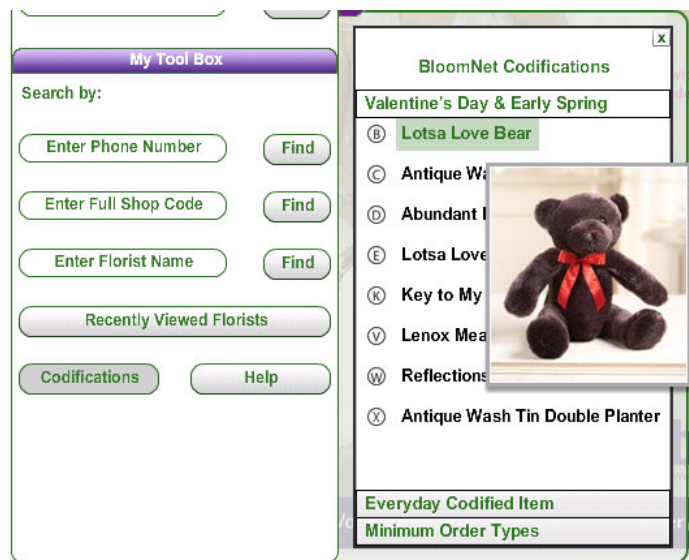 My Tool Box
Search by:
Enter Phone Number
Find
Enter Full Shop Code
Find
Enter Florist Name
Find
Recently Viewed Florists
Codifications
Help
x
BloomNet Codifications
Valentine's Day & Early Spring
B Lotsa Love Bear
C Antique
D Abundant
E Lotsa Love
K Key to My
V Lenox
W Reflections
X Antique Wash Tin Double Planter
Everyday Codified Item
Minimum Order Types